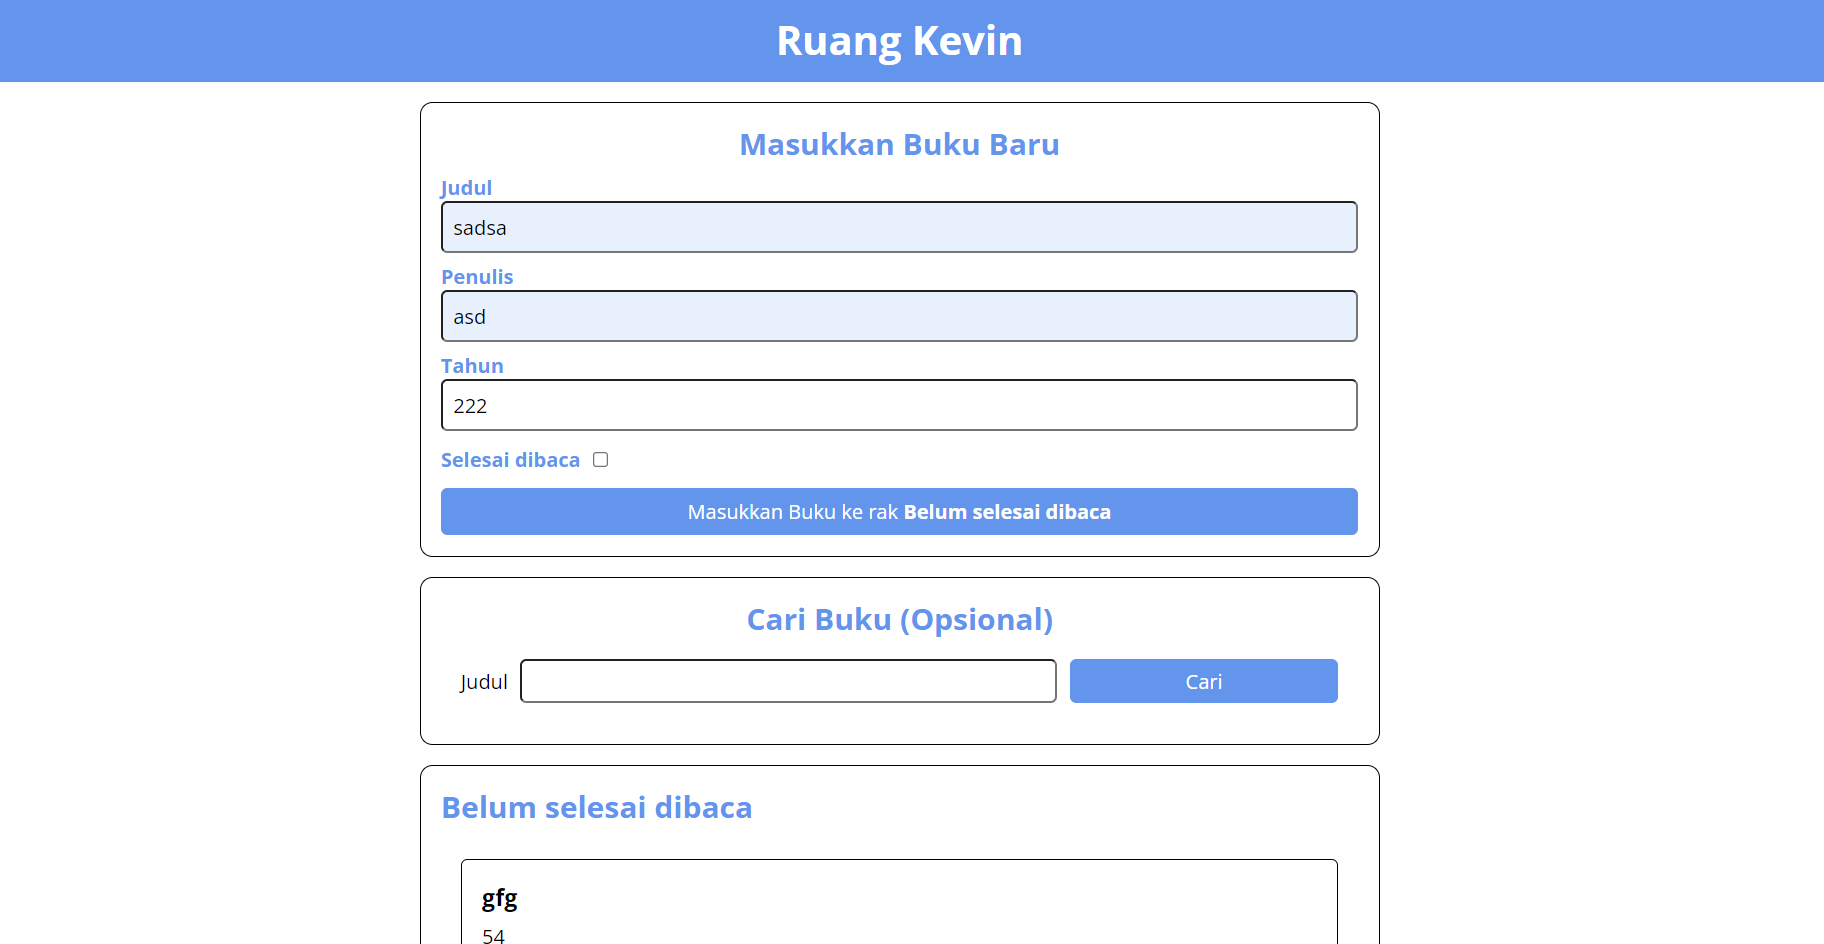 Ruang Kevin
Masukkan Buku Baru
Judul
sadsa
Penulis
asd
Tahun
222
Selesai dibaca
Masukkan Buku ke rak Belum selesai dibaca
Cari Buku (Opsional)
Judul
Cari
Belum selesai dibaca
gfg
54